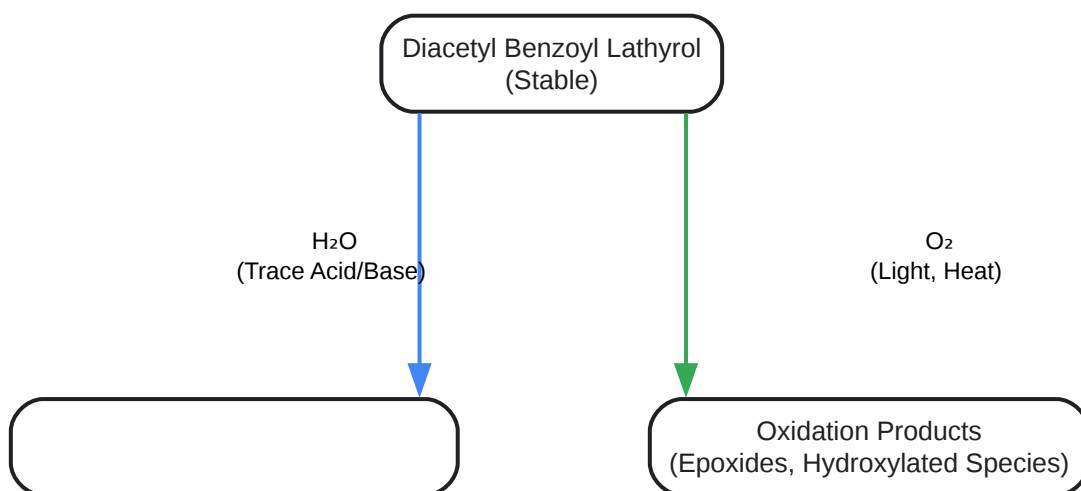 Diacetyl Benzoyl Lathyrol
(Stable)
H₂O
(Trace Acid/Base)
O₂
(Light, Heat)
Oxidation Products
(Epoxides, Hydroxylated Species)